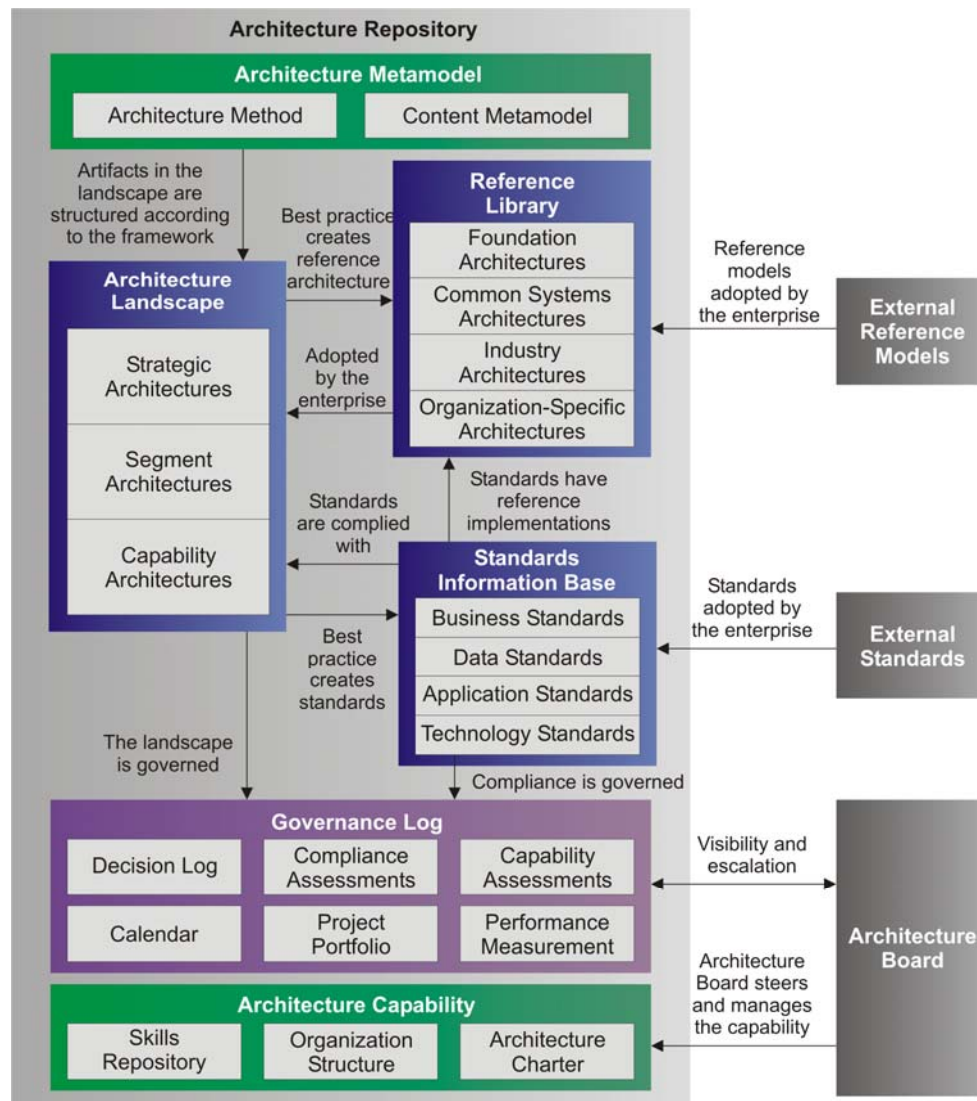 Architecture Repository
Architecture Metamodel
Architecture Method
Content Metamodel
Artifacts in the
landscape are
structured according
to the framework
Best practice
creates
reference
architecture
Reference
Library
Foundation
Architectures
Common Systems
Architectures
Industry
Architectures
Organization-Specific
Architectures
Reference
models
adopted by
the enterprise
External
Reference
Models
Architecture
Landscape
Strategic
Architectures
Segment
Architectures
Capability
Architectures
Adopted
by the
enterprise
Standards
are complied
with
Standards have
reference
implementations
Standards
Information Base
Business Standards
Data Standards
Application Standards
Technology Standards
Standards
adopted by
the enterprise
External
Standards
Best
practice
creates
standards
The landscape
is governed
Compliance is governed
Governance Log
Decision Log
Compliance
Assessments
Capability
Assessments
Calendar
Project
Portfolio
Performance
Measurement
Visibility and
escalation
Architecture
Board
Architecture
Board steers
and manages
the capability
Architecture Capability
Skills
Repository
Organization
Structure
Architecture
Charter